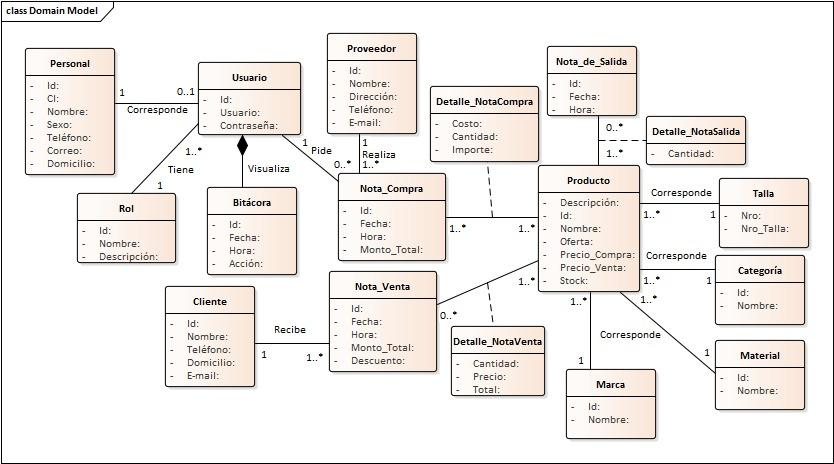 class Domain Model
Personal
- Id:
- CI:
- Nombre:
- Sexo:
- Teléfono:
- Correo:
- Domicilio:
1
0..1
Corresponde
Usuario
- Id:
- Usuario:
- Contraseña:
1..*
Tiene
1
Visualiza
1
Pide
0..*
Proveedor
- Id:
- Nombre:
- Dirección:
- Teléfono:
- E-mail:
1
Realiza
1..*
Detalle_NotaCompra
- Costo:
- Cantidad:
- Importe:
Nota_de_Salida
- Id:
- Fecha:
- Hora:
0..*
1..*
Detalle_NotaSalida
- Cantidad:
Rol
- Id:
- Nombre:
- Descripción:
Bitácora
- Id:
- Fecha:
- Hora:
- Acción:
Nota_Compra
- Id:
- Fecha:
- Hora:
- Monto_Total:
1..*
1..*
Producto
- Descripción:
- Id:
- Nombre:
- Oferta:
- Precio_Compra:
- Precio_Venta:
- Stock:
Corresponde
1..*
1
Talla
- Nro:
- Nro_Talla:
Corresponde
1..*
1
Categoría
- Id:
- Nombre:
Cliente
- Id:
- Nombre:
- Teléfono:
- Domicilio:
- E-mail:
Recibe
1
1..*
Nota_Venta
- Id:
- Fecha:
- Hora:
- Monto_Total:
- Descuento:
0..*
1..*
Detalle_NotaVenta
- Cantidad:
- Precio:
- Total:
1..*
1
1..*
Corresponde
1
Marca
- Id:
- Nombre:
Material
- Id:
- Nombre: